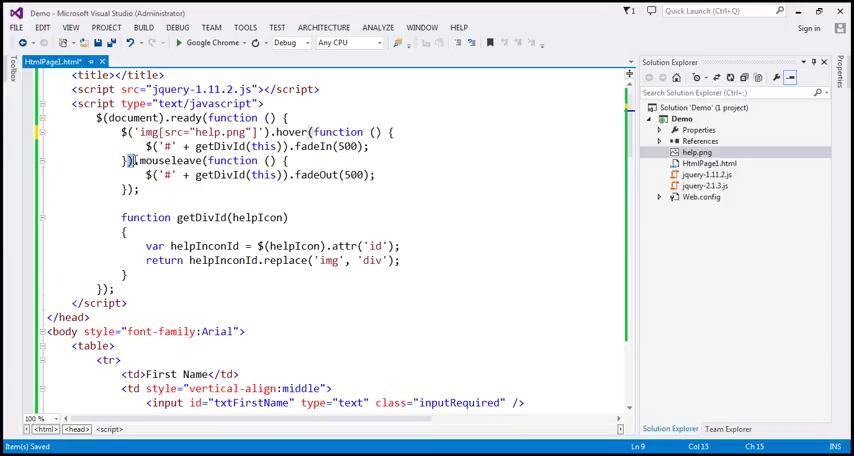 Demo - Microsoft Visual Studio (Administrator)
1
Quick Launch (Ctrl+Q)
FILE EDIT VIEW PROJECT BUILD DEBUG TEAM TOOLS TEST ARCHITECTURE ANALYZE WINDOW HELP
Sign in
Google Chrome Debug Any CPU
HtmlPage1.html*
Toolbox
<title></title>
<script src="jquery-1.11.2.js"></script>
<script type="text/javascript">
$(document).ready(function () {
$('img[src="help.png"]').hover(function () {
$('#' + getDivId(this)).fadeIn(500);
}).mouseleave(function () {
$('#' + getDivId(this)).fadeOut(500);
});
function getDivId(helpIcon)
{
var helpInconId = $(helpIcon).attr('id');
return helpInconId.replace('img', 'div');
}
});
</script>
</head>
<body style="font-family:Arial">
<table>
<tr>
<td>First Name</td>
<td style="vertical-align:middle">
<input id="txtFirstName" type="text" class="inputRequired" />
100 %
<html> <head> <script>
Solution Explorer
Search Solution Explorer (Ctrl+;)
Solution 'Demo' (1 project)
Demo
Properties
References
help.png
HtmlPage1.html
jquery-1.11.2.js
jquery-2.1.3.js
Web.config
Solution Explorer Team Explorer
Properties
Item(s) Saved
Ln 9 Col 15 Ch 15 INS